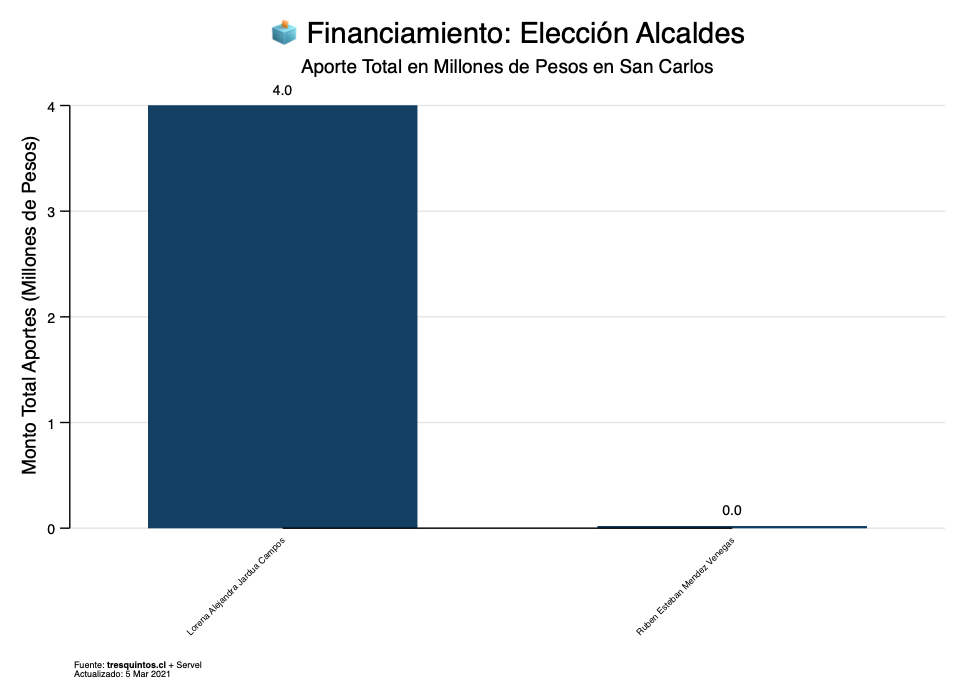 Financiamiento: Elección Alcaldes
Aporte Total en Millones de Pesos en San Carlos
4.0
4
3
2
1
0
Monto Total Aportes (Millones de Pesos)
0.0
Lorena Alejandra Jardua Campos
Ruben Esteban Mendez Venegas
Fuente: tresquintos.cl + Servel
Actualizado: 5 Mar 2021